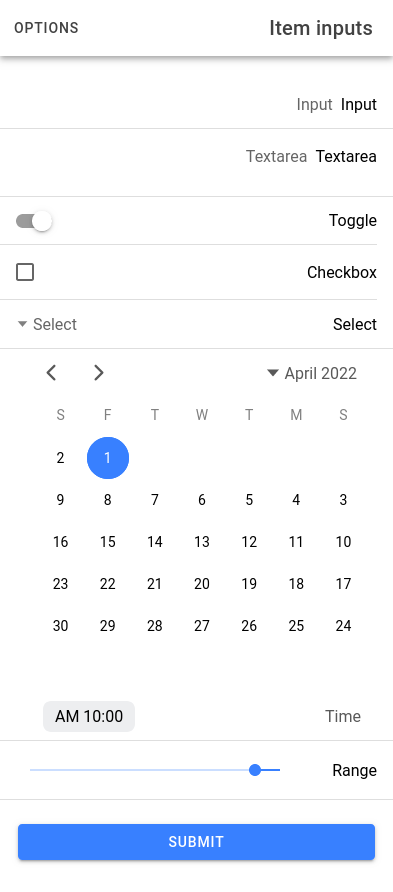 OPTIONS Item inputs
Input Input
Textarea Textarea
Toggle
Checkbox
Select Select
April 2022
S F T W T M S
2 1
9 8 7 6 5 4 3
16 15 14 13 12 11 10
23 22 21 20 19 18 17
30 29 28 27 26 25 24
AM 10:00 Time
Range
SUBMIT